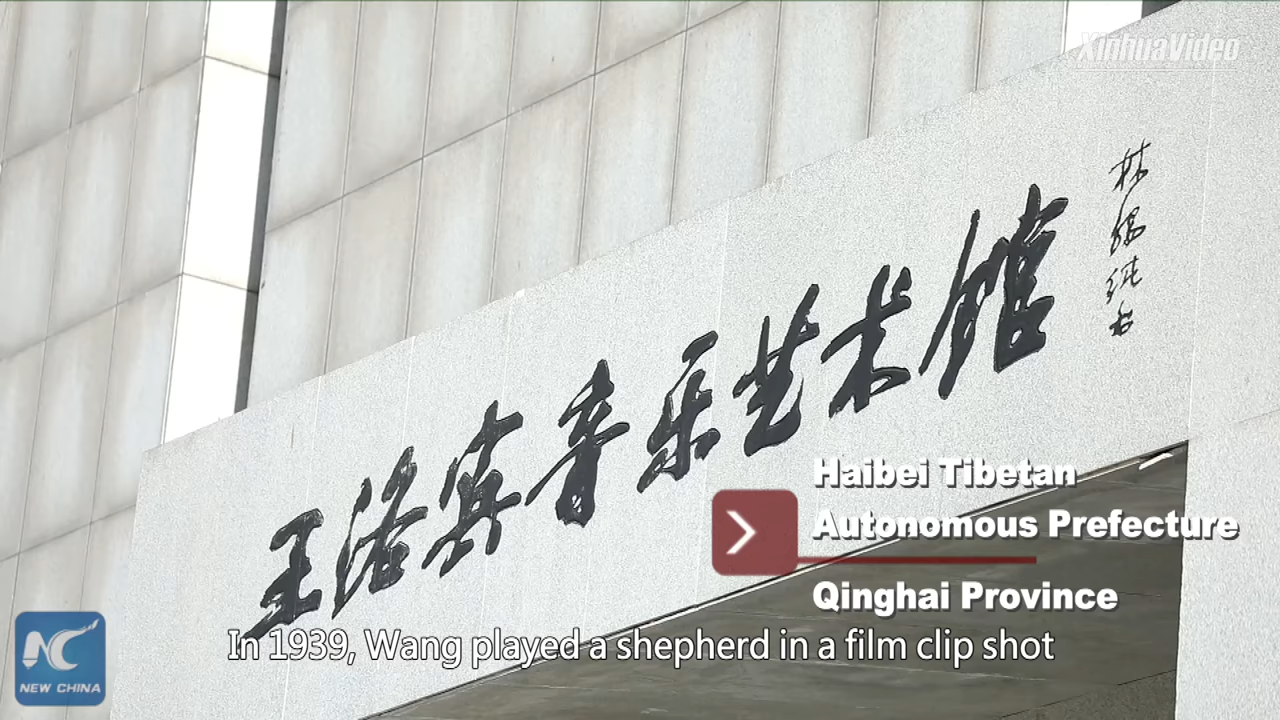 XinhuaVideo
王洛宾音乐艺术馆
林锡纯书
Haibei Tibetan
Autonomous Prefecture
Qinghai Province
In 1939, Wang played a shepherd in a film clip shot
NC
NEW CHINA